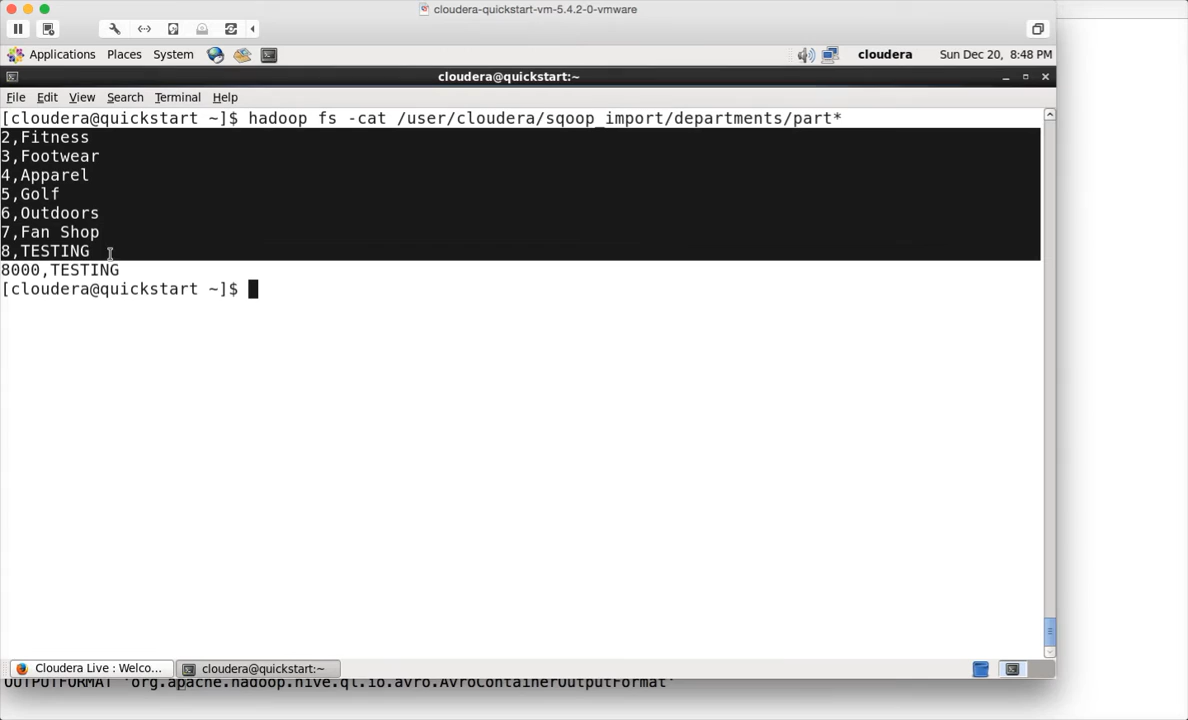 cloudera-quickstart-vm-5.4.2-0-vmware
Applications Places System cloudera Sun Dec 20, 8:48 PM
cloudera@quickstart:~
File Edit View Search Terminal Help
[cloudera@quickstart ~]$ hadoop fs -cat /user/cloudera/sqoop_import/departments/part*
2,Fitness
3,Footwear
4,Apparel
5,Golf
6,Outdoors
7,Fan Shop
8,TESTING
8000,TESTING
[cloudera@quickstart ~]$
Cloudera Live : Welco... cloudera@quickstart:~
OUTPUTFORMAT 'org.apache.hadoop.hive.ql.io.avro.AvroContainerOutputFormat'